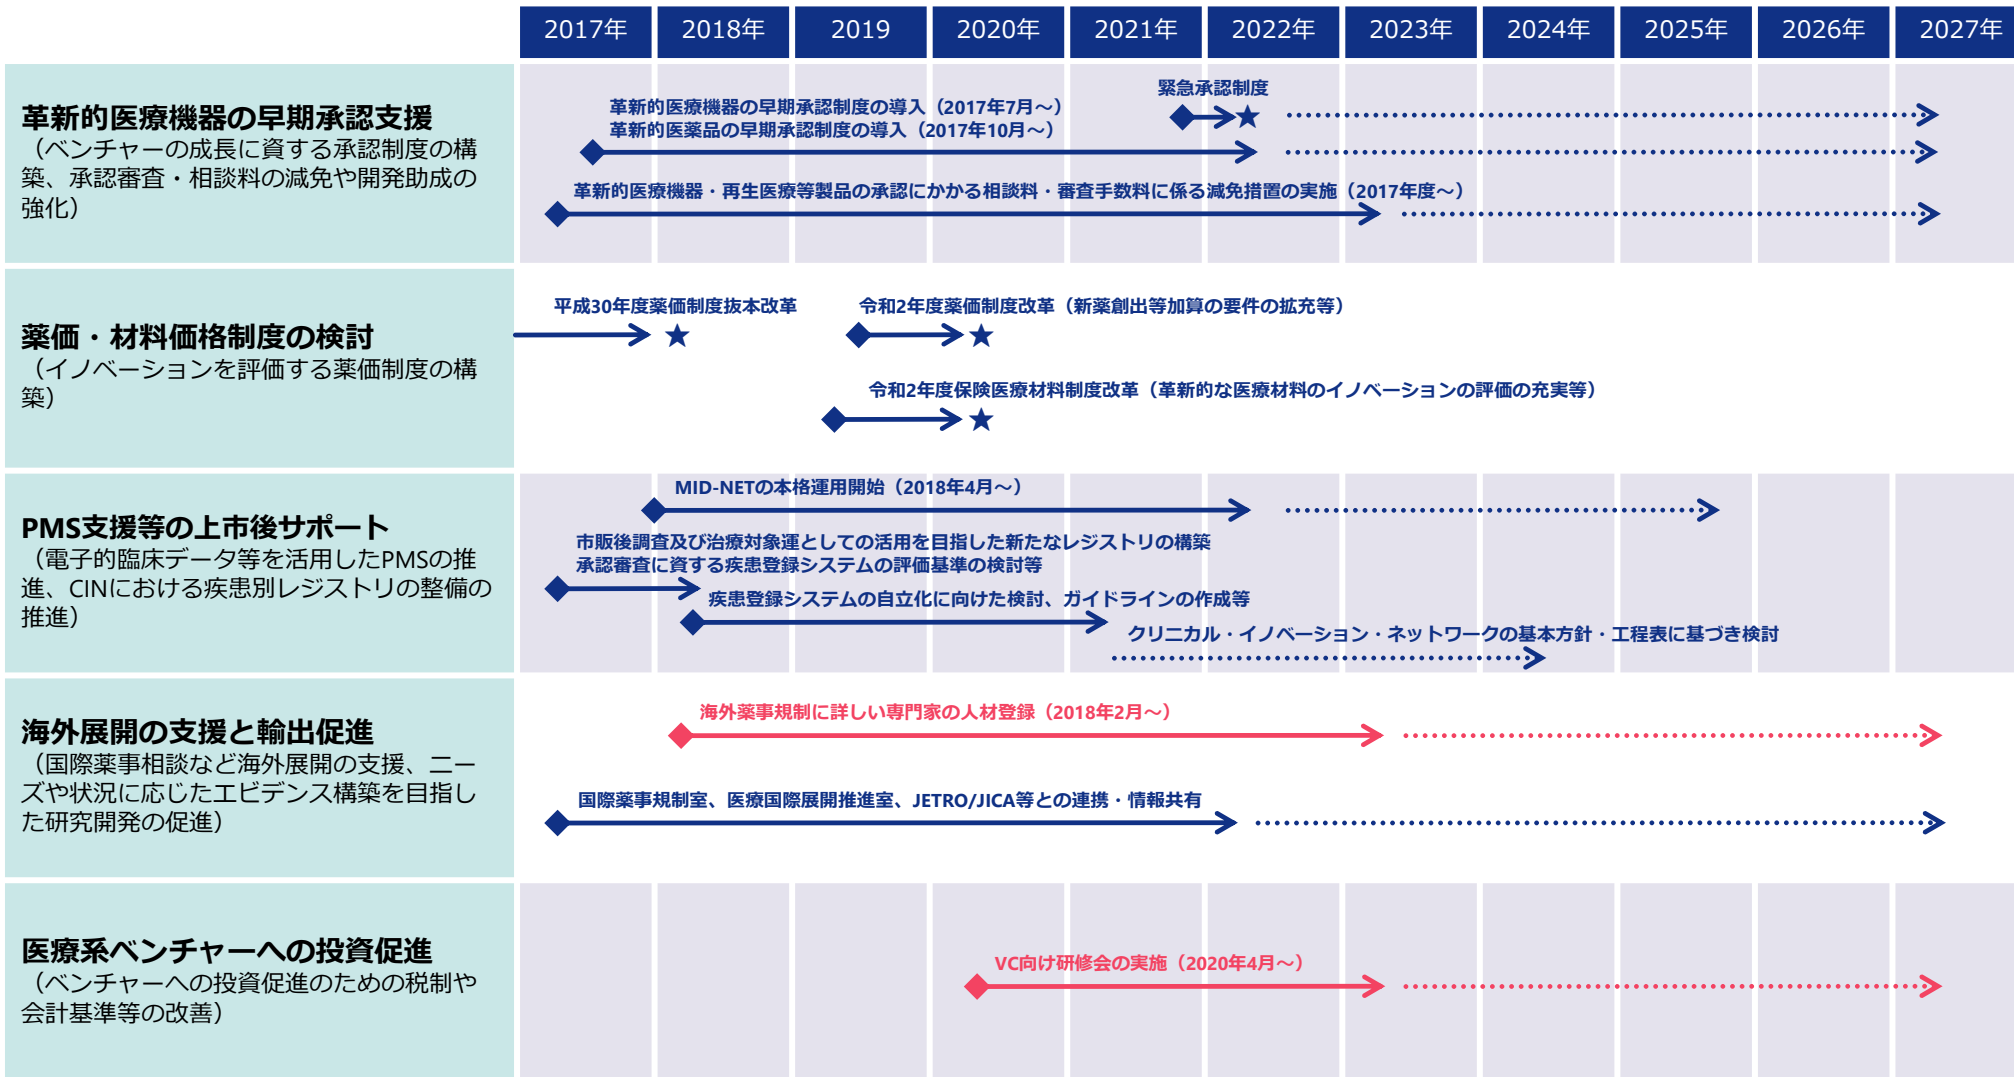 2017年 2018年 2019 2020年 2021年 2022年 2023年 2024年 2025年 2026年 2027年
革新的医療機器の早期承認支援
（ベンチャーの成長に資する承認制度の構
築、承認審査・相談料の減免や開発助成の
強化）
緊急承認制度
革新的医療機器の早期承認制度の導入（2017年7月～）
革新的医薬品の早期承認制度の導入（2017年10月～）
革新的医療機器・再生医療等製品の承認にかかる相談料・審査手数料に係る減免措置の実施（2017年度～）
薬価・材料価格制度の検討
（イノベーションを評価する薬価制度の構
築）
平成30年度薬価制度抜本改革
令和2年度薬価制度改革（新薬創出等加算の要件の拡充等）
令和2年度保険医療材料制度改革（革新的な医療材料のイノベーションの評価の充実等）
PMS支援等の上市後サポート
（電子的臨床データ等を活用したPMSの推
進、CINにおける疾患別レジストリの整備の
推進）
MID-NETの本格運用開始（2018年4月～）
市販後調査及び治療対象運としての活用を目指した新たなレジストリの構築
承認審査に資する疾患登録システムの評価基準の検討等
疾患登録システムの自立化に向けた検討、ガイドラインの作成等
クリニカル・イノベーション・ネットワークの基本方針・工程表に基づき検討
海外展開の支援と輸出促進
（国際薬事相談など海外展開の支援、ニー
ズや状況に応じたエビデンス構築を目指し
た研究開発の促進）
海外薬事規制に詳しい専門家の人材登録（2018年2月～）
国際薬事規制室、医療国際展開推進室、JETRO/JICA等との連携・情報共有
医療系ベンチャーへの投資促進
（ベンチャーへの投資促進のための税制や
会計基準等の改善）
VC向け研修会の実施（2020年4月～）